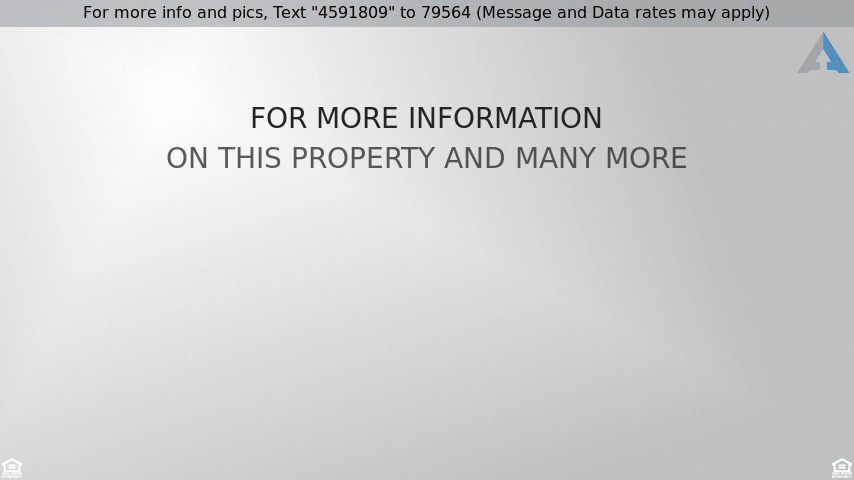 For more info and pics, Text "4591809" to 79564 (Message and Data rates may apply)
FOR MORE INFORMATION
ON THIS PROPERTY AND MANY MORE